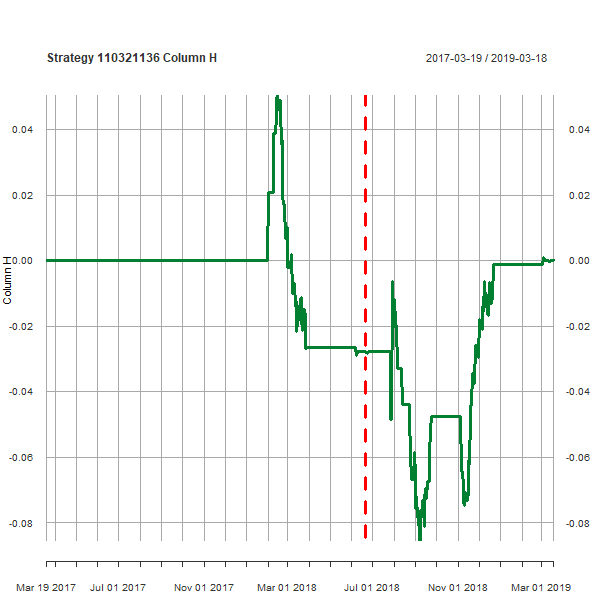 Strategy 110321136 Column H
2017-03-19 / 2019-03-18
0.04
0.04
0.02
0.02
0.00
0.00
-0.02
-0.02
-0.04
-0.04
-0.06
-0.06
-0.08
-0.08
Column H
Mar 19 2017
Jul 01 2017
Nov 01 2017
Mar 01 2018
Jul 01 2018
Nov 01 2018
Mar 01 2019